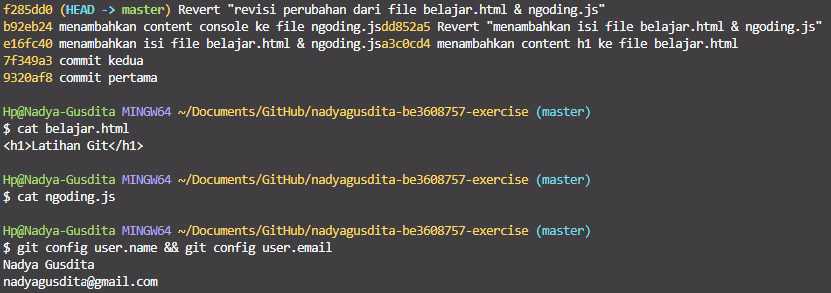 f285dd0 (HEAD -> master) Revert "revisi perubahan dari file belajar.html & ngoding.js"
b92eb24 menambahkan content console ke file ngoding.jsdd852a5 Revert "menambahkan isi file belajar.html & ngoding.js"
e16fc40 menambahkan isi file belajar.html & ngoding.jsa3c0cd4 menambahkan content h1 ke file belajar.html
7f349a3 commit kedua
9320af8 commit pertama
Hp@Nadya-Gusdita MINGW64 ~/Documents/GitHub/nadyagusdita-be3608757-exercise (master)
$ cat belajar.html
<h1>Latihan Git</h1>
Hp@Nadya-Gusdita MINGW64 ~/Documents/GitHub/nadyagusdita-be3608757-exercise (master)
$ cat ngoding.js
Hp@Nadya-Gusdita MINGW64 ~/Documents/GitHub/nadyagusdita-be3608757-exercise (master)
$ git config user.name && git config user.email
Nadya Gusdita
nadyagusdita@gmail.com